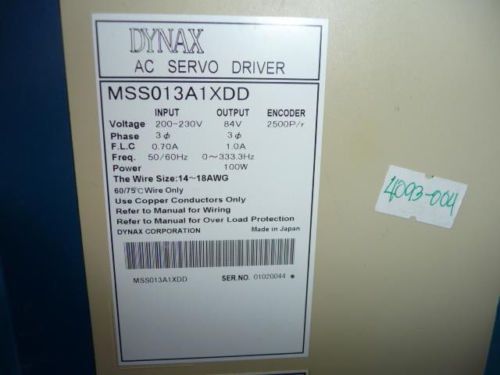 DYNAX
AC SERVO DRIVER
MSS013A1XDD
INPUT OUTPUT ENCODER
Voltage 200-230V 84V 2500P/r
Phase 3ϕ 3ϕ
F.L.C 0.70A 1.0A
Freq. 50/60Hz 0~333.3Hz
Power 100W
The Wire Size:14~18AWG
60/75℃ Wire Only
Use Copper Conductors Only
Refer to Manual for Wiring
Refer to Manual for Over Load Protection
DYNAX CORPORATION Made in Japan
MSS013A1XDD SER.NO. 01020044 *
4093-004